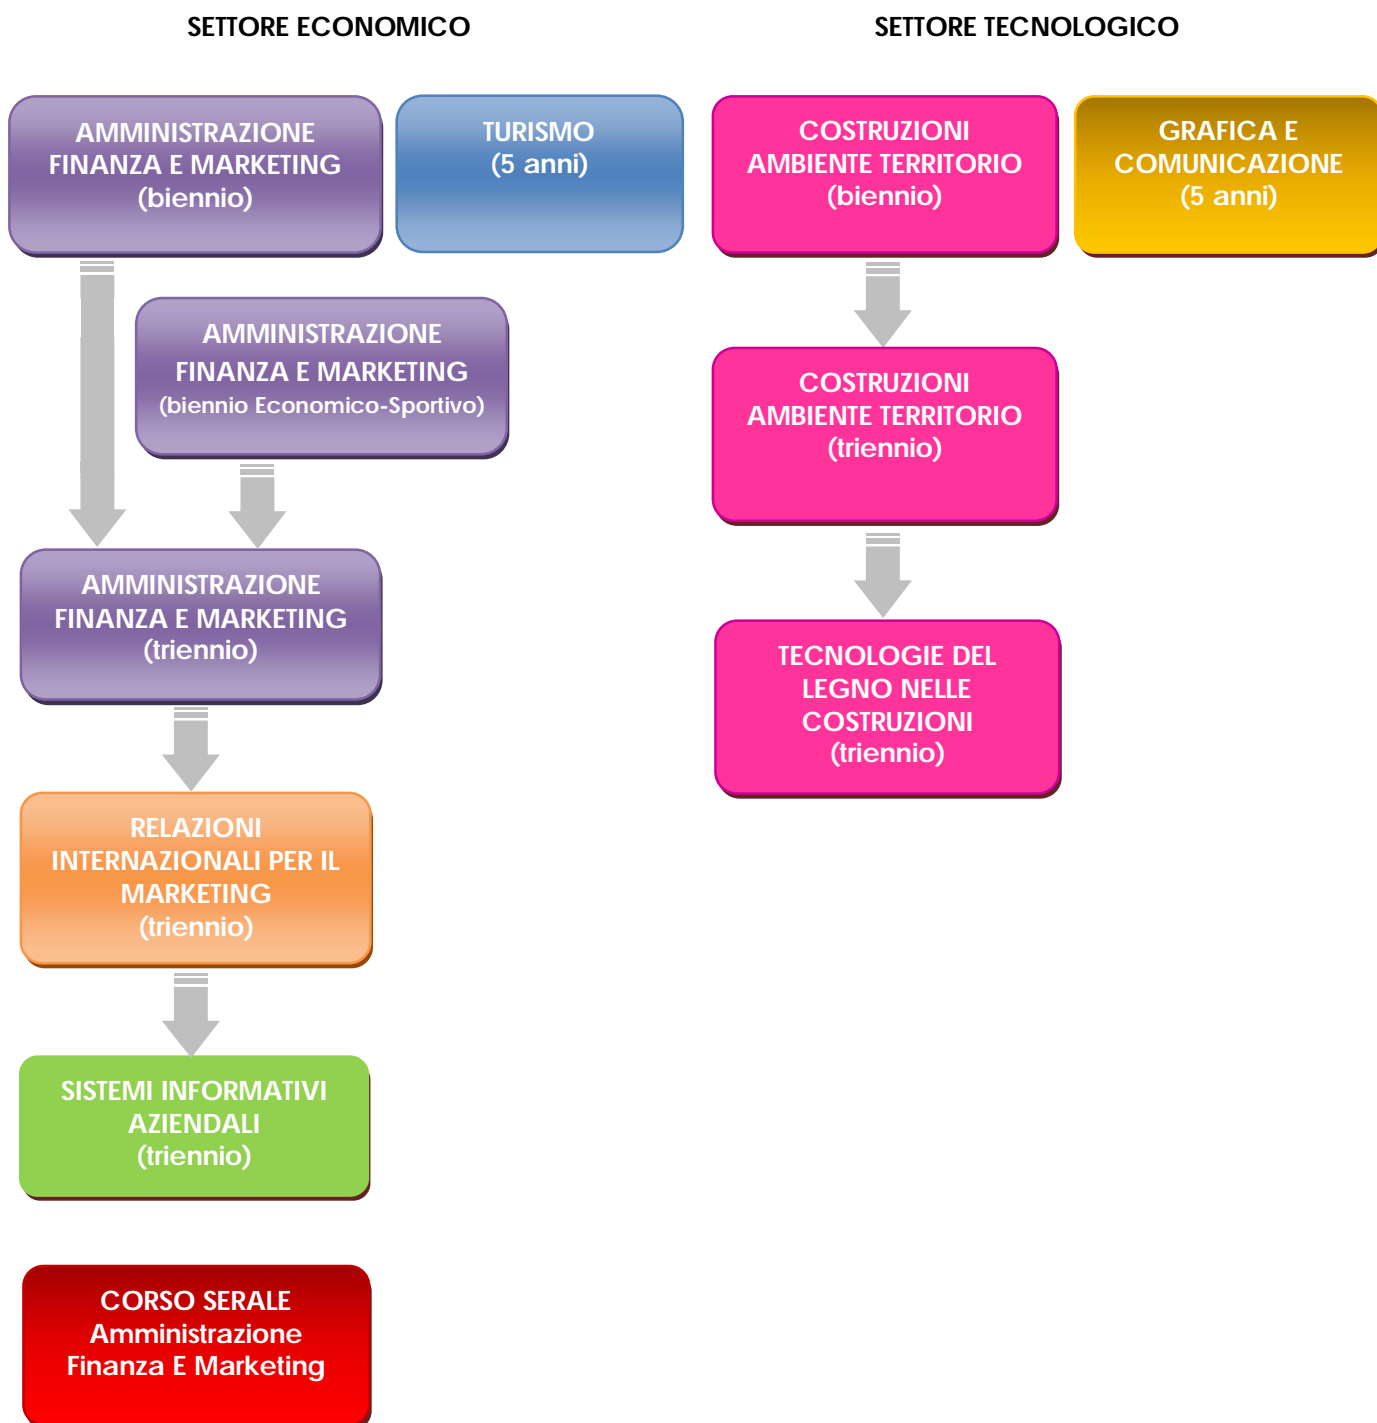 SETTORE ECONOMICO
SETTORE TECNOLOGICO
AMMINISTRAZIONE
FINANZA E MARKETING
(biennio)
TURISMO
(5 anni)
COSTRUZIONI
AMBIENTE TERRITORIO
(biennio)
GRAFICA E
COMUNICAZIONE
(5 anni)
AMMINISTRAZIONE
FINANZA E MARKETING
(biennio Economico-Sportivo)
COSTRUZIONI
AMBIENTE TERRITORIO
(triennio)
AMMINISTRAZIONE
FINANZA E MARKETING
(triennio)
TECNOLOGIE DEL
LEGNO NELLE
COSTRUZIONI
(triennio)
RELAZIONI
INTERNAZIONALI PER IL
MARKETING
(triennio)
SISTEMI INFORMATIVI
AZIENDALI
(triennio)
CORSO SERALE
Amministrazione
Finanza E Marketing